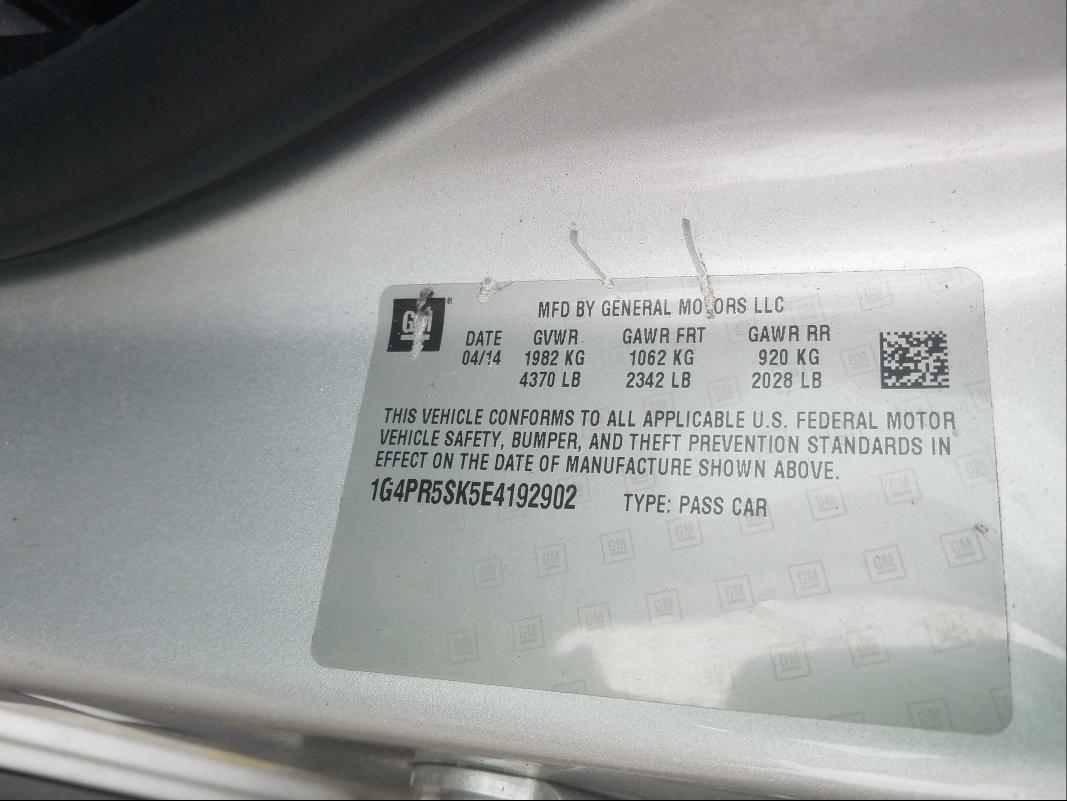 GM®
MFD BY GENERAL MOTORS LLC
DATE GVWR GAWR FRT GAWR RR
04/14 1982 KG 1062 KG 920 KG
4370 LB 2342 LB 2028 LB
THIS VEHICLE CONFORMS TO ALL APPLICABLE U.S. FEDERAL MOTOR
VEHICLE SAFETY, BUMPER, AND THEFT PREVENTION STANDARDS IN
EFFECT ON THE DATE OF MANUFACTURE SHOWN ABOVE.
1G4PR5SK5E4192902 TYPE: PASS CAR